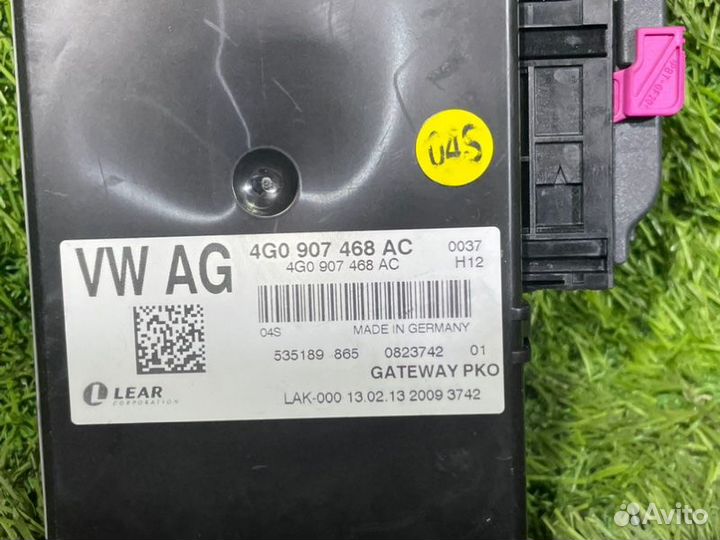 04S
VW AG
4G0 907 468 AC 0037
4G0 907 468 AC H12
04S MADE IN GERMANY
535189 865 0823742 01
GATEWAY PKO
LEAR
CORPORATION
LAK-000 13.02.13 2009 3742
Avito